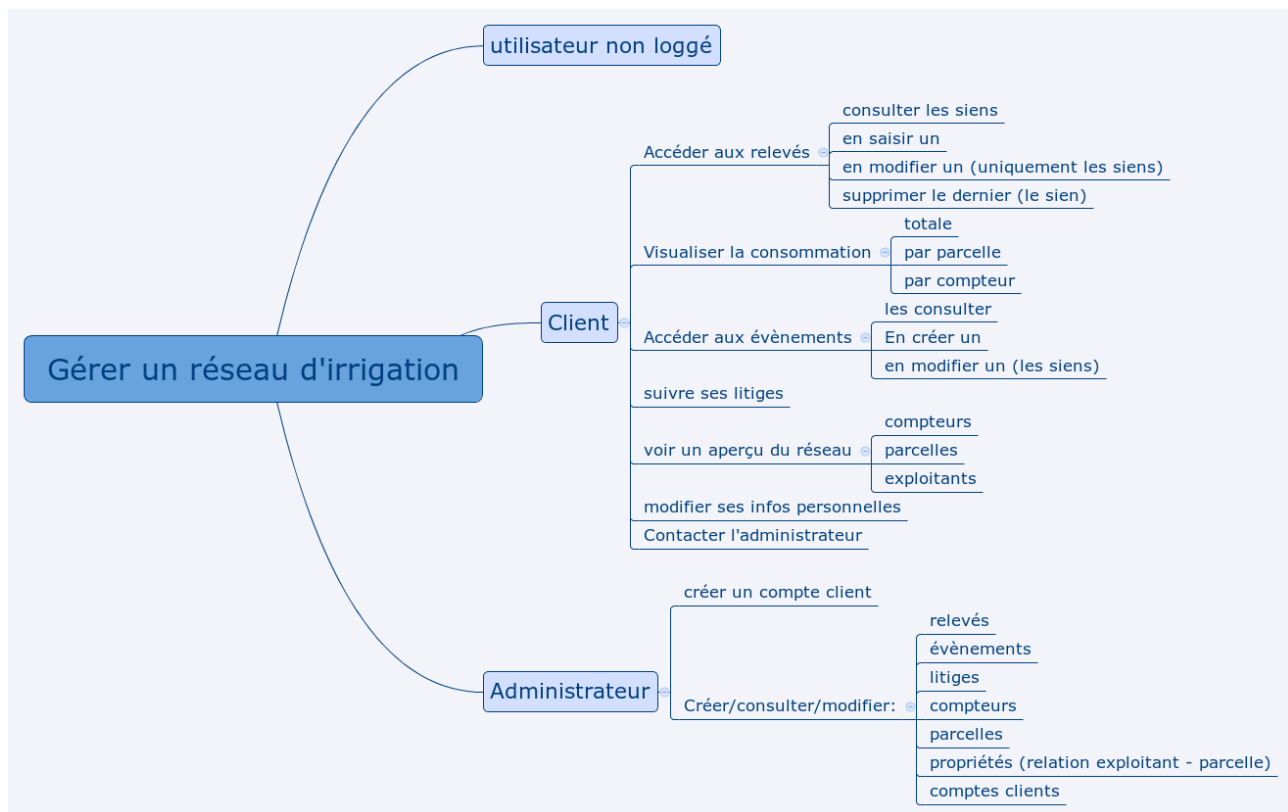 utilisateur non loggé
Gérer un réseau d'irrigation
Client
Accéder aux relevés
consulter les siens
en saisir un
en modifier un (uniquement les siens)
supprimer le dernier (le sien)
Visualiser la consommation
totale
par parcelle
par compteur
Accéder aux évènements
les consulter
En créer un
en modifier un (les siens)
suivre ses litiges
voir un aperçu du réseau
compteurs
parcelles
exploitants
modifier ses infos personnelles
Contacter l'administrateur
Administrateur
créer un compte client
Créer/consulter/modifier:
relevés
évènements
litiges
compteurs
parcelles
propriétés (relation exploitant - parcelle)
comptes clients